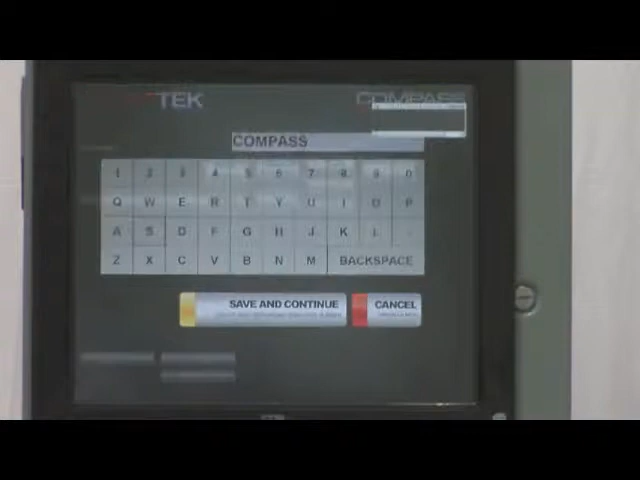 TEK COMPASS
COMPASS
1 2 3 4 5 6 7 8 9 0
Q W E R T Y U I O P
A S D F G H J K L
Z X C V B N M BACKSPACE
SAVE AND CONTINUE CANCEL